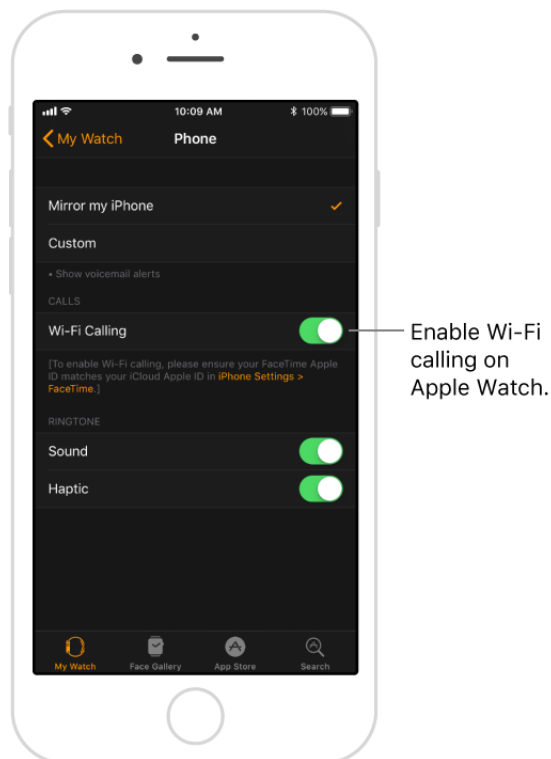 10:09 AM
100%
My Watch
Phone
Mirror my iPhone
Custom
• Show voicemail alerts
CALLS
Wi-Fi Calling
[To enable Wi-Fi calling, please ensure your FaceTime Apple
ID matches your iCloud Apple ID in iPhone Settings >
FaceTime.]
RINGTONE
Sound
Haptic
My Watch
Face Gallery
App Store
Search
Enable Wi-Fi
calling on
Apple Watch.